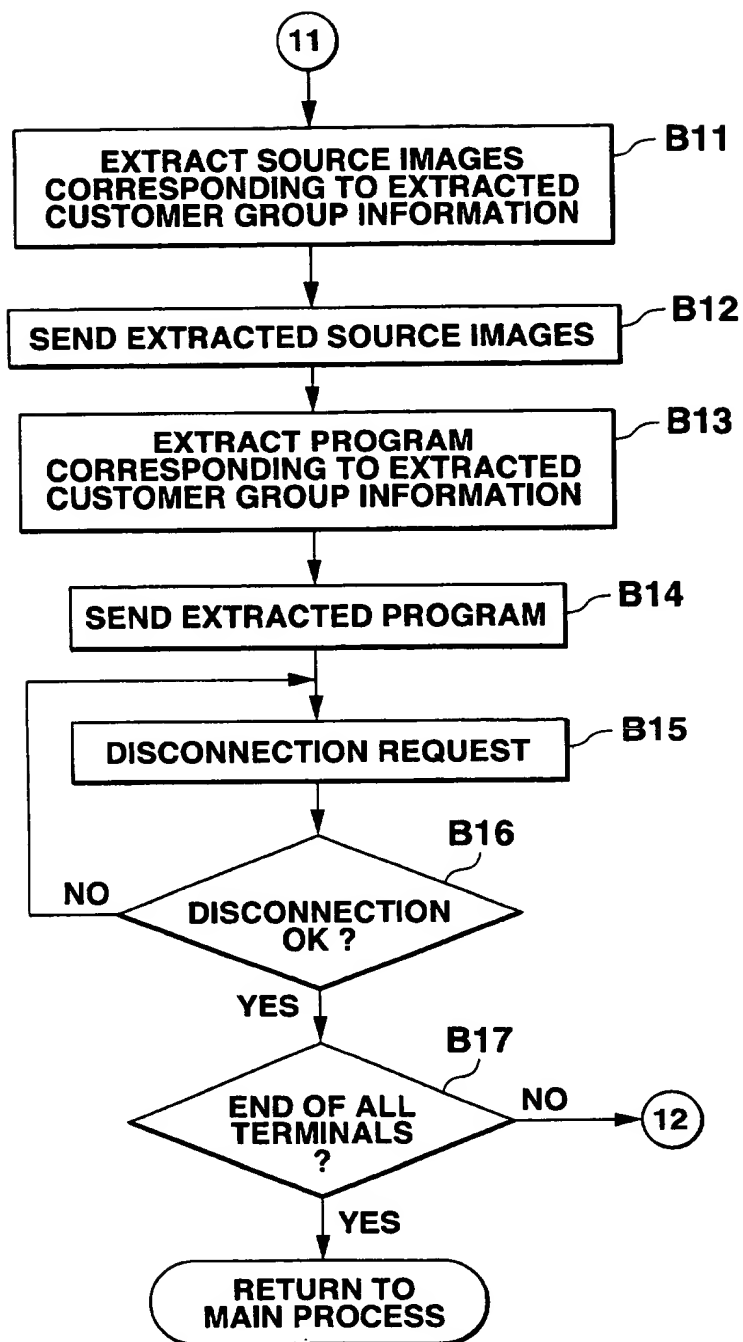 11
EXTRACT SOURCE IMAGES
CORRESPONDING TO EXTRACTED
CUSTOMER GROUP INFORMATION
B11
SEND EXTRACTED SOURCE IMAGES
B12
EXTRACT PROGRAM
CORRESPONDING TO EXTRACTED
CUSTOMER GROUP INFORMATION
B13
SEND EXTRACTED PROGRAM
B14
DISCONNECTION REQUEST
B15
B16
NO
DISCONNECTION
OK ?
YES
B17
END OF ALL
TERMINALS
?
NO
12
YES
RETURN TO
MAIN PROCESS